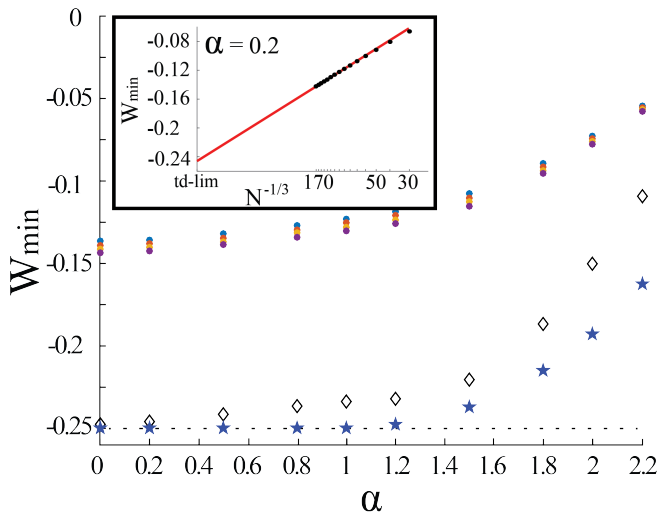 0
-0.05
-0.1
-0.15
-0.2
-0.25
W_min
0 0.2 0.4 0.6 0.8 1 1.2 1.4 1.6 1.8 2 2.2
α
α = 0.2
-0.08
-0.12
-0.16
-0.2
-0.24
W_min
td-lim 170 50 30
N^{-1/3}